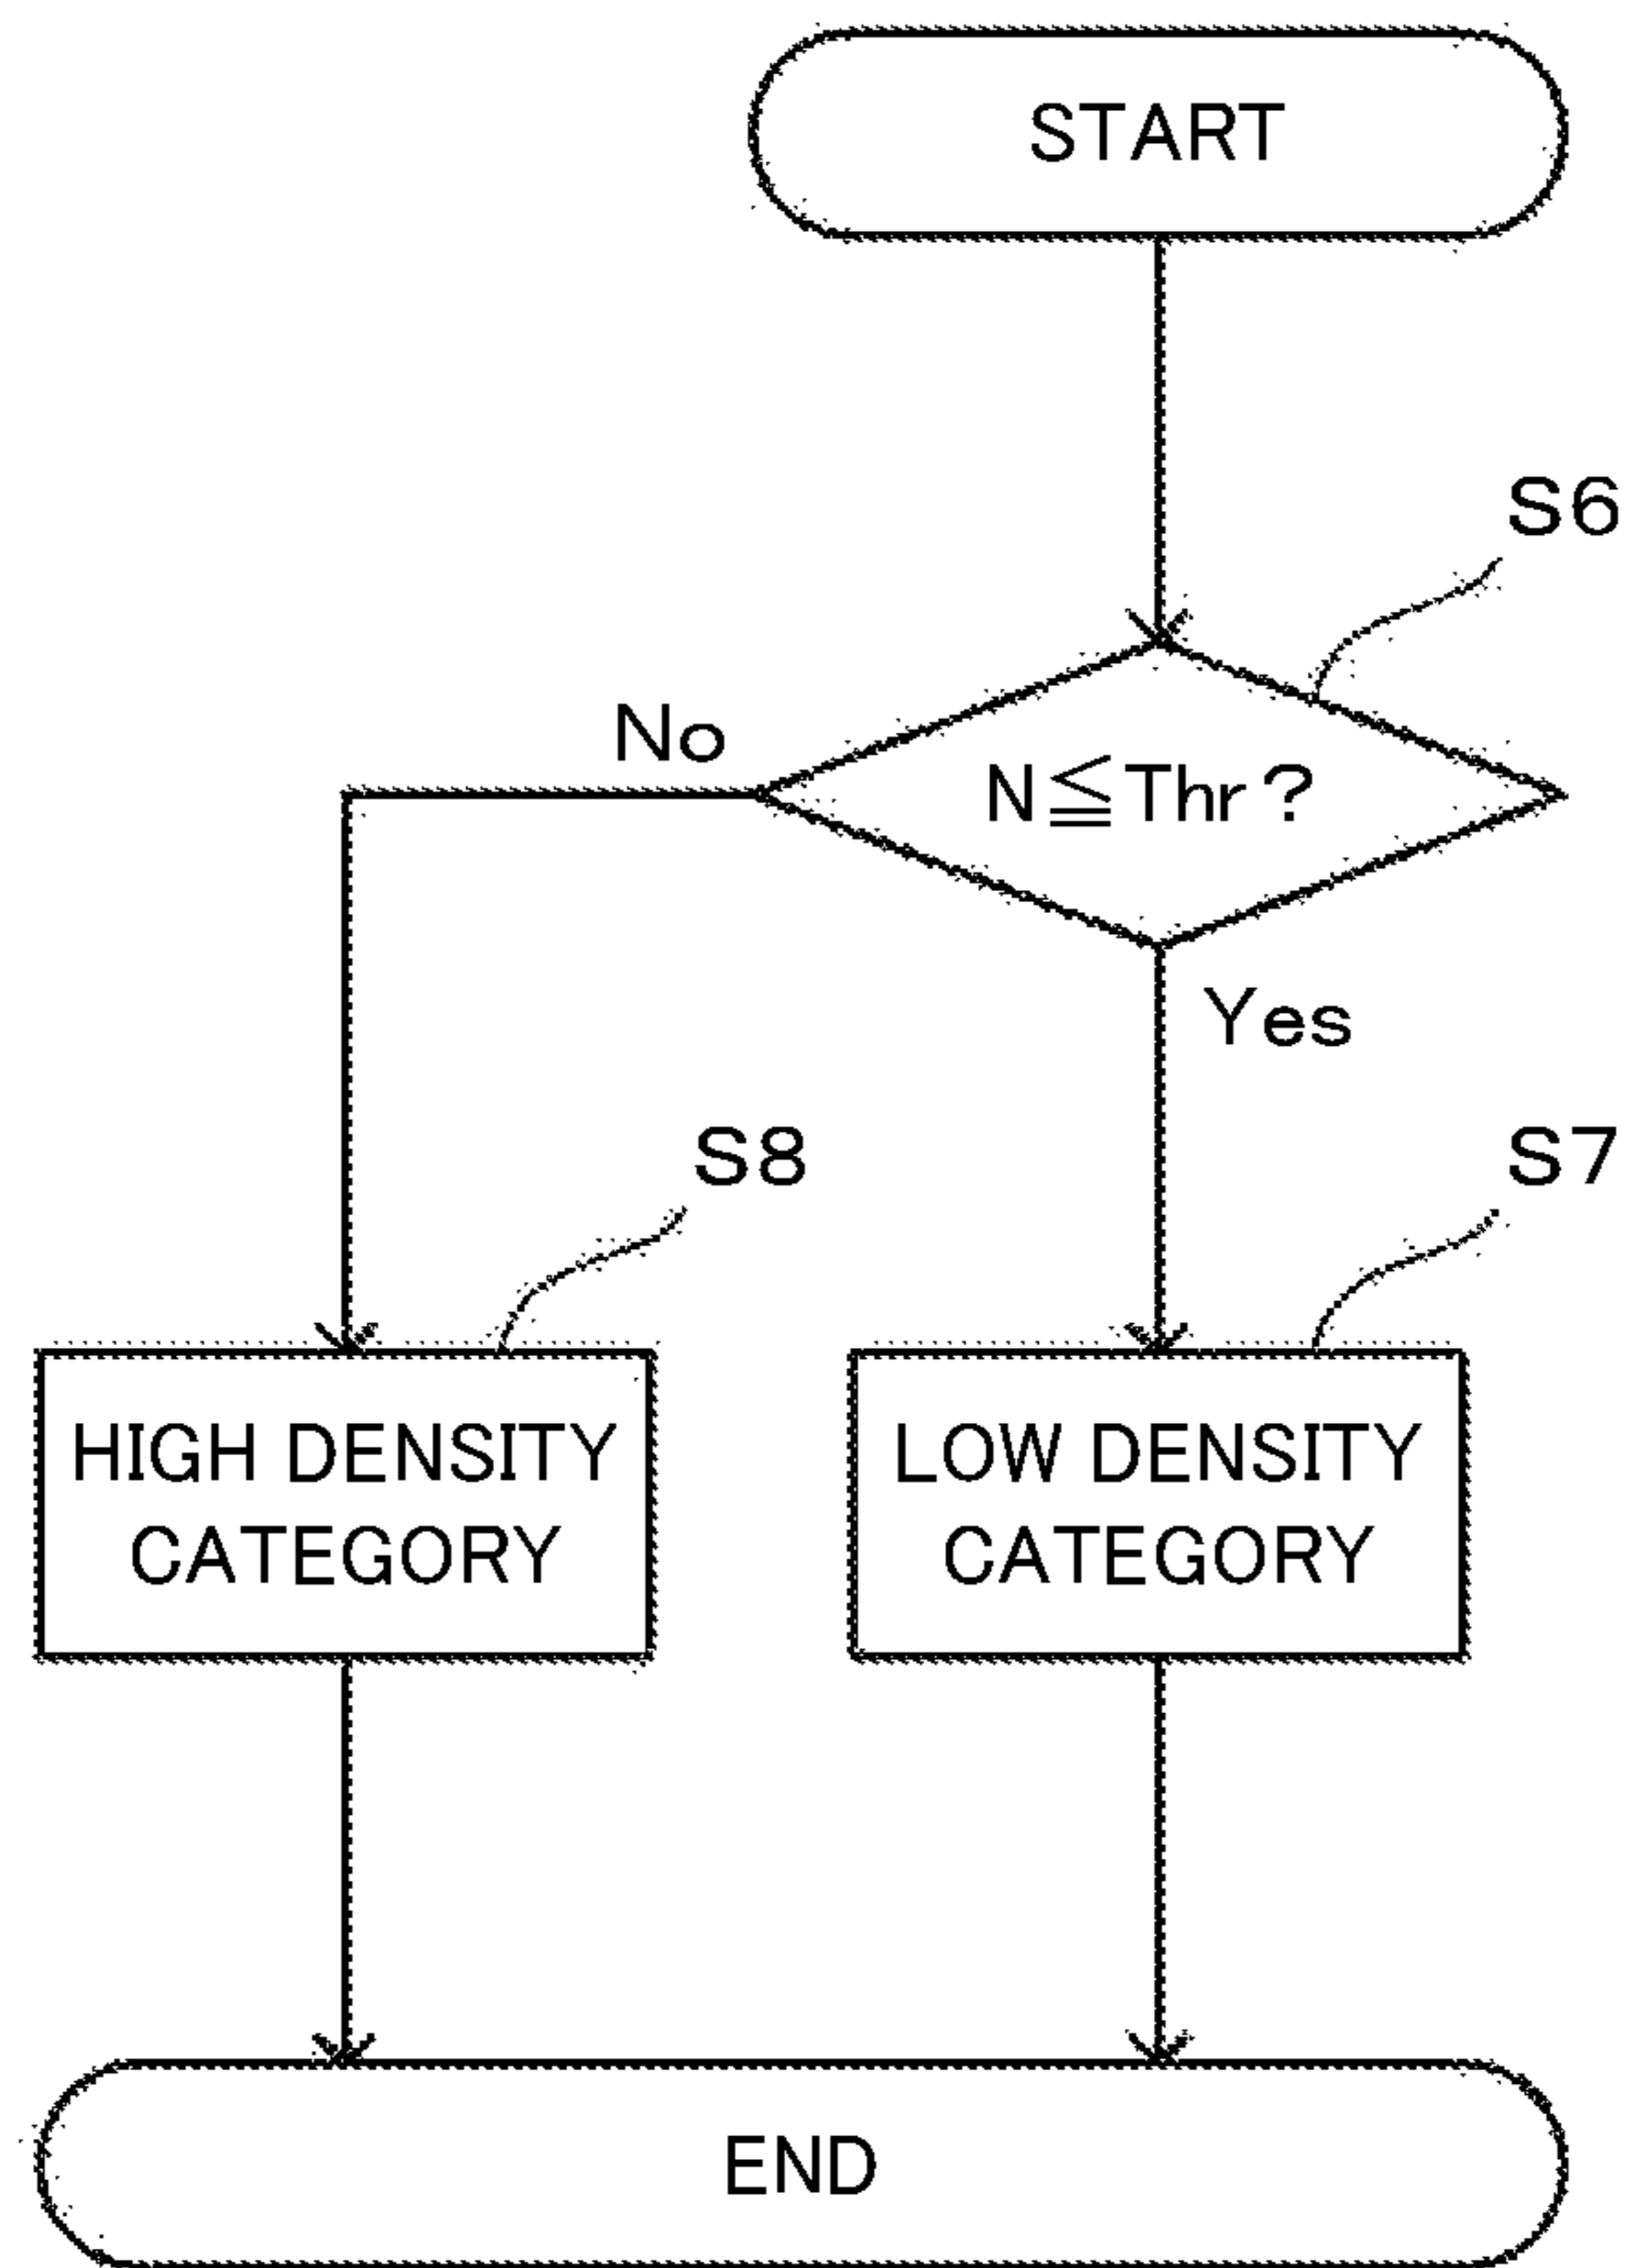 START
S6
No
N≦Thr?
Yes
S8
S7
HIGH DENSITY
CATEGORY
LOW DENSITY
CATEGORY
END